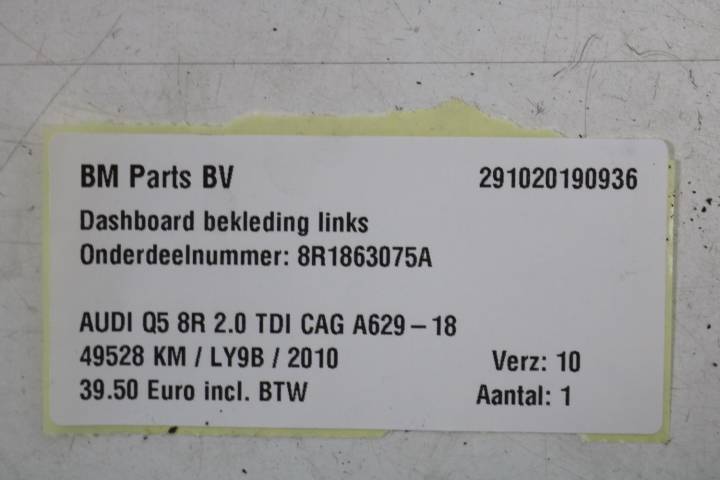 BM Parts BV 291020190936
Dashboard bekleding links
Onderdeelnummer: 8R1863075A
AUDI Q5 8R 2.0 TDI CAG A629 – 18
49528 KM / LY9B / 2010 Verz: 10
39.50 Euro incl. BTW Aantal: 1